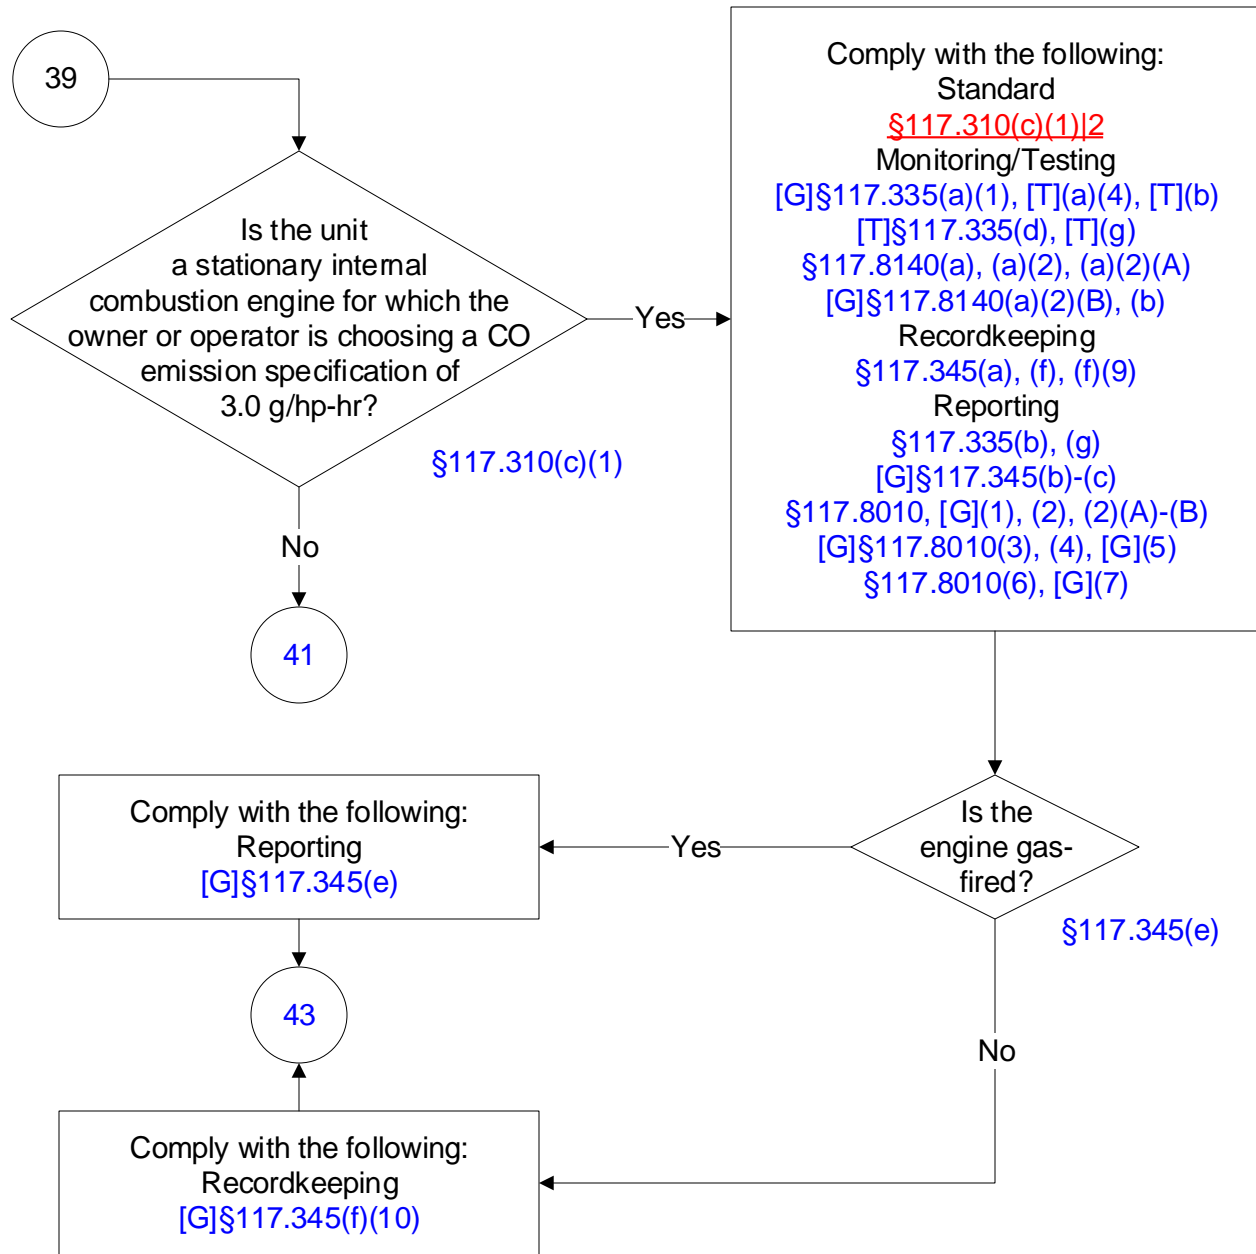 39
Is the unit
a stationary internal
combustion engine for which the
owner or operator is choosing a CO
emission specification of
3.0 g/hp-hr?
§117.310(c)(1)
Yes
No
41
Comply with the following:
Standard
§117.310(c)(1)|2
Monitoring/Testing
[G]§117.335(a)(1), [T](a)(4), [T](b)
[T]§117.335(d), [T](g)
§117.8140(a), (a)(2), (a)(2)(A)
[G]§117.8140(a)(2)(B), (b)
Recordkeeping
§117.345(a), (f), (f)(9)
Reporting
§117.335(b), (g)
[G]§117.345(b)-(c)
§117.8010, [G](1), (2), (2)(A)-(B)
[G]§117.8010(3), (4), [G](5)
§117.8010(6), [G](7)
Is the
engine gas-
fired?
§117.345(e)
Yes
Comply with the following:
Reporting
[G]§117.345(e)
43
No
Comply with the following:
Recordkeeping
[G]§117.345(f)(10)